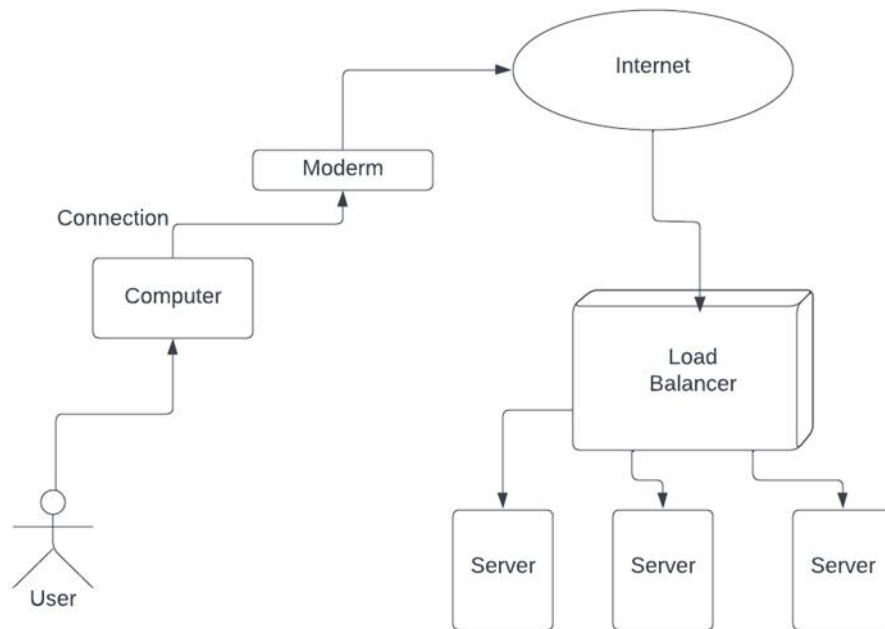 Internet
Moderm
Connection
Computer
Load
Balancer
Server
Server
Server
User